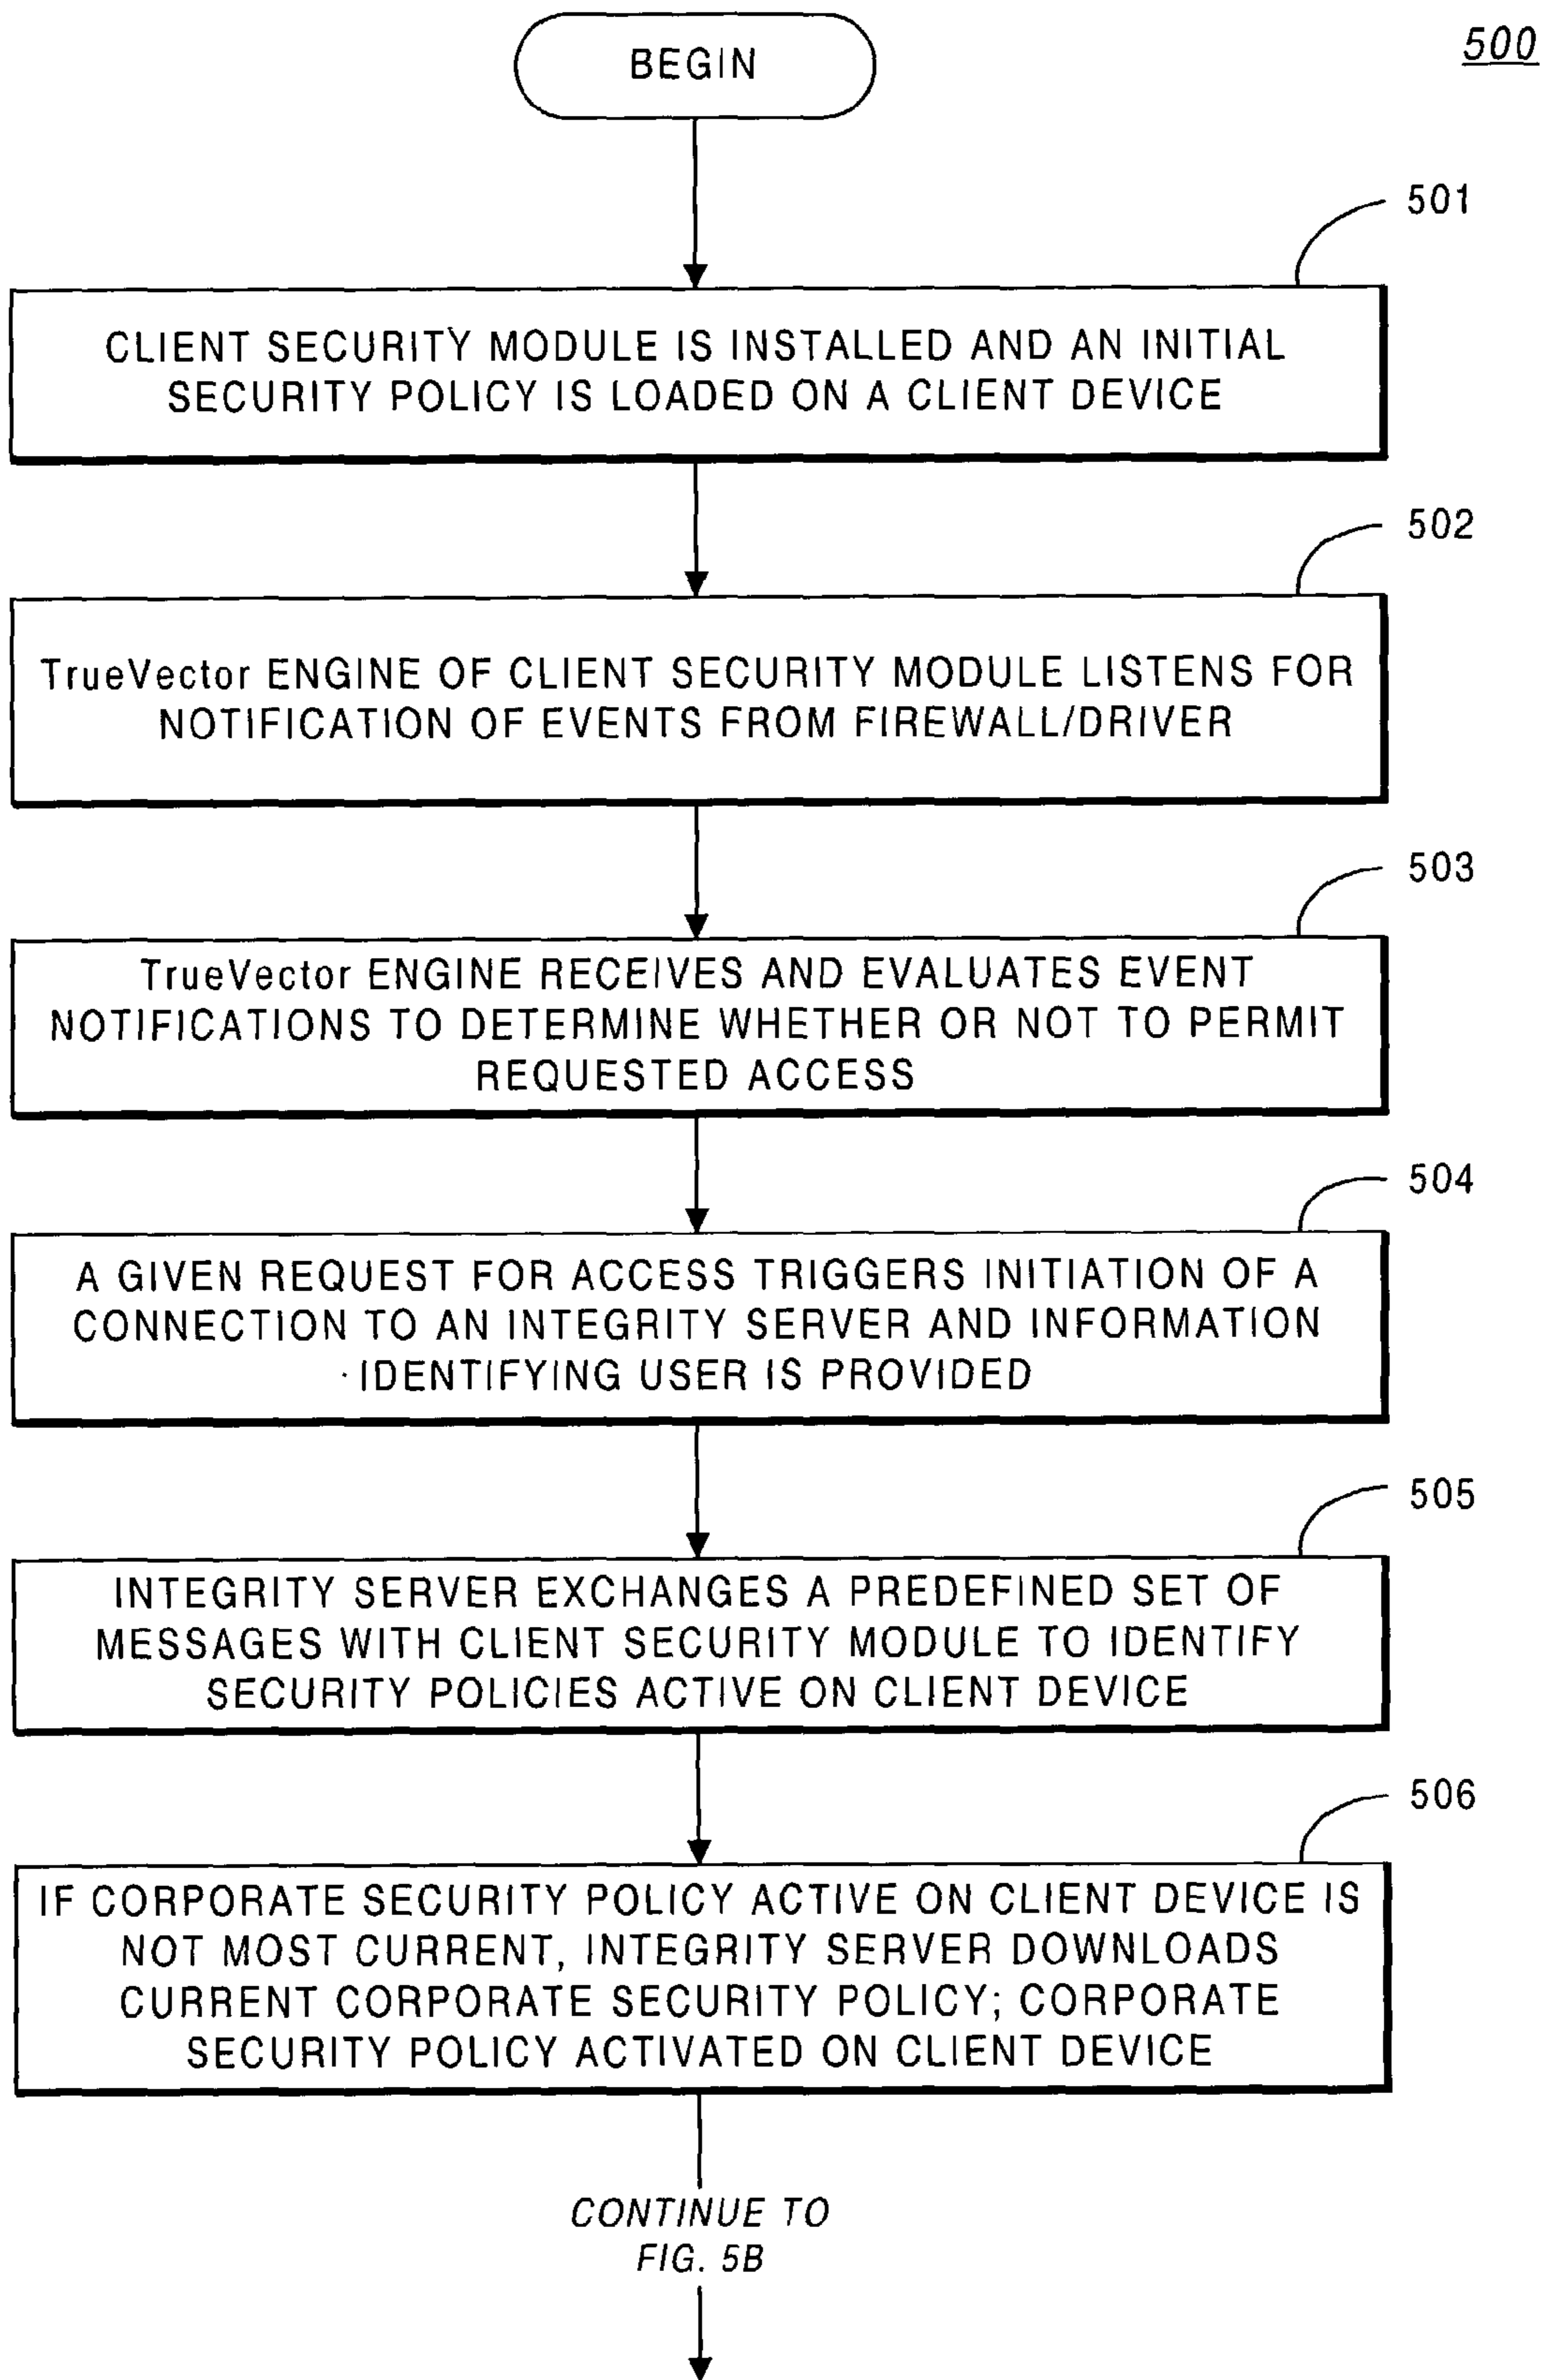 BEGIN
500
501
CLIENT SECURITY MODULE IS INSTALLED AND AN INITIAL
SECURITY POLICY IS LOADED ON A CLIENT DEVICE
502
TrueVector ENGINE OF CLIENT SECURITY MODULE LISTENS FOR
NOTIFICATION OF EVENTS FROM FIREWALL/DRIVER
503
TrueVector ENGINE RECEIVES AND EVALUATES EVENT
NOTIFICATIONS TO DETERMINE WHETHER OR NOT TO PERMIT
REQUESTED ACCESS
504
A GIVEN REQUEST FOR ACCESS TRIGGERS INITIATION OF A
CONNECTION TO AN INTEGRITY SERVER AND INFORMATION
IDENTIFYING USER IS PROVIDED
505
INTEGRITY SERVER EXCHANGES A PREDEFINED SET OF
MESSAGES WITH CLIENT SECURITY MODULE TO IDENTIFY
SECURITY POLICIES ACTIVE ON CLIENT DEVICE
506
IF CORPORATE SECURITY POLICY ACTIVE ON CLIENT DEVICE IS
NOT MOST CURRENT, INTEGRITY SERVER DOWNLOADS
CURRENT CORPORATE SECURITY POLICY; CORPORATE
SECURITY POLICY ACTIVATED ON CLIENT DEVICE
CONTINUE TO
FIG. 5B